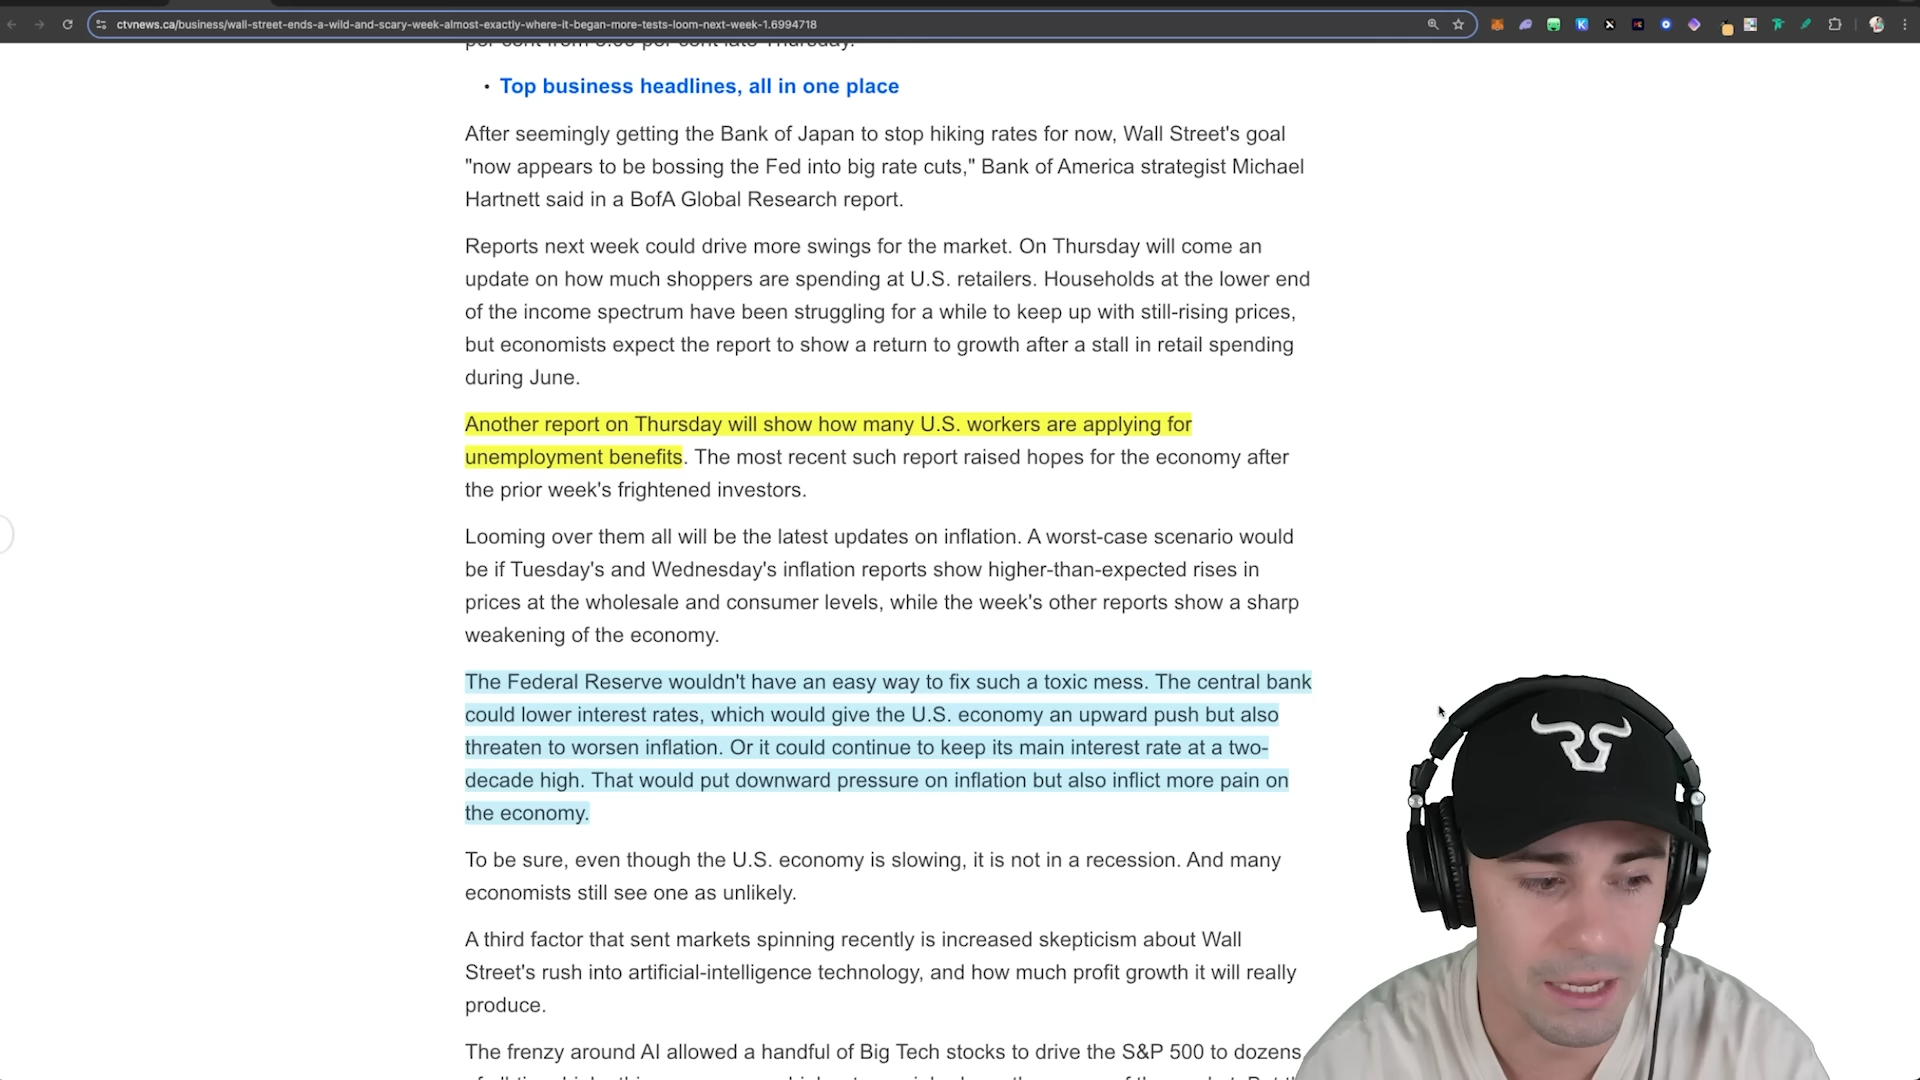 ctvnews.ca/business/wall-street-ends-a-wild-and-scary-week-almost-exactly-where-it-began-more-tests-loom-next-week-1.6994718
per cent from 3.99 per cent late Thursday.
• Top business headlines, all in one place
After seemingly getting the Bank of Japan to stop hiking rates for now, Wall Street's goal
"now appears to be bossing the Fed into big rate cuts," Bank of America strategist Michael
Hartnett said in a BofA Global Research report.
Reports next week could drive more swings for the market. On Thursday will come an
update on how much shoppers are spending at U.S. retailers. Households at the lower end
of the income spectrum have been struggling for a while to keep up with still-rising prices,
but economists expect the report to show a return to growth after a stall in retail spending
during June.
Another report on Thursday will show how many U.S. workers are applying for
unemployment benefits. The most recent such report raised hopes for the economy after
the prior week's frightened investors.
Looming over them all will be the latest updates on inflation. A worst-case scenario would
be if Tuesday's and Wednesday's inflation reports show higher-than-expected rises in
prices at the wholesale and consumer levels, while the week's other reports show a sharp
weakening of the economy.
The Federal Reserve wouldn't have an easy way to fix such a toxic mess. The central bank
could lower interest rates, which would give the U.S. economy an upward push but also
threaten to worsen inflation. Or it could continue to keep its main interest rate at a two-
decade high. That would put downward pressure on inflation but also inflict more pain on
the economy.
To be sure, even though the U.S. economy is slowing, it is not in a recession. And many
economists still see one as unlikely.
A third factor that sent markets spinning recently is increased skepticism about Wall
Street's rush into artificial-intelligence technology, and how much profit growth it will really
produce.
The frenzy around AI allowed a handful of Big Tech stocks to drive the S&P 500 to dozens